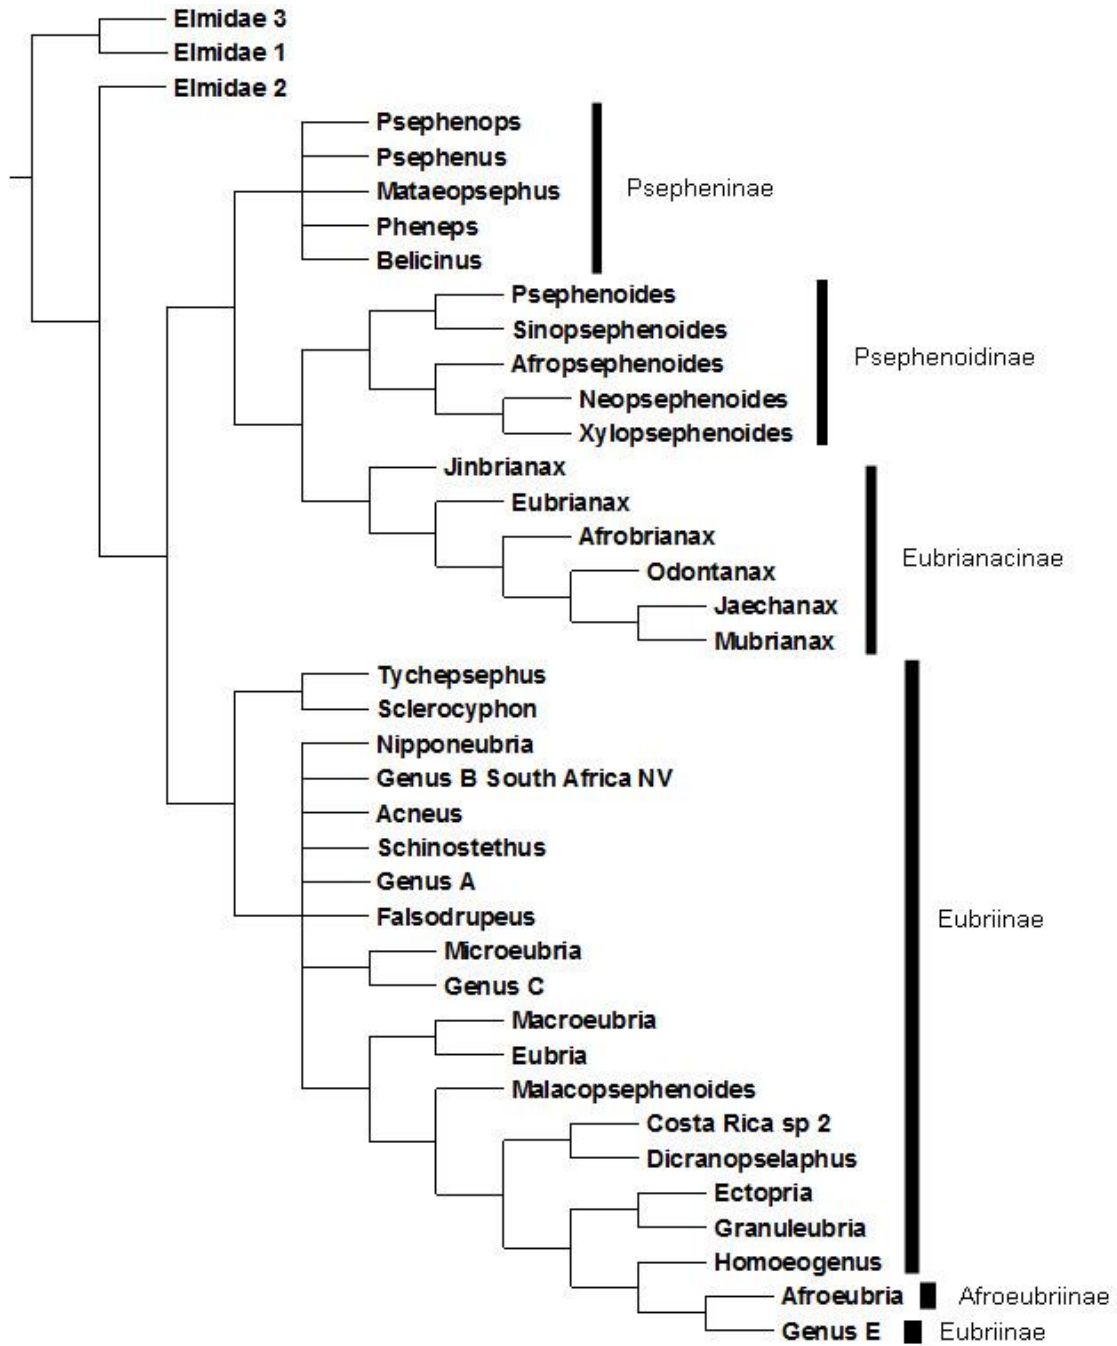 Elmidae 3
Elmidae 1
Elmidae 2
Psephenops
Psephenus
Mataeopsephus
Psepheninae
Pheneps
Belicinus
Psephenoides
Sinopsephenoides
Afropsephenoides
Psephenoidinae
Neopsephenoides
Xylopsephenoides
Jinbrianax
Eubrianax
Afrobrianax
Eubrianacinae
Odontanax
Jaechanax
Mubrianax
Tychepsephus
Sclerocyphon
Nipponeubria
Genus B South Africa NV
Acneus
Schinostethus
Genus A
Falsodrupeus
Eubriinae
Microeubria
Genus C
Macroeubria
Eubria
Malacopsephenoides
Costa Rica sp 2
Dicranopselaphus
Ectopria
Granuleubria
Homoeogenus
Afroeubria Afroeubriinae
Genus E Eubriinae